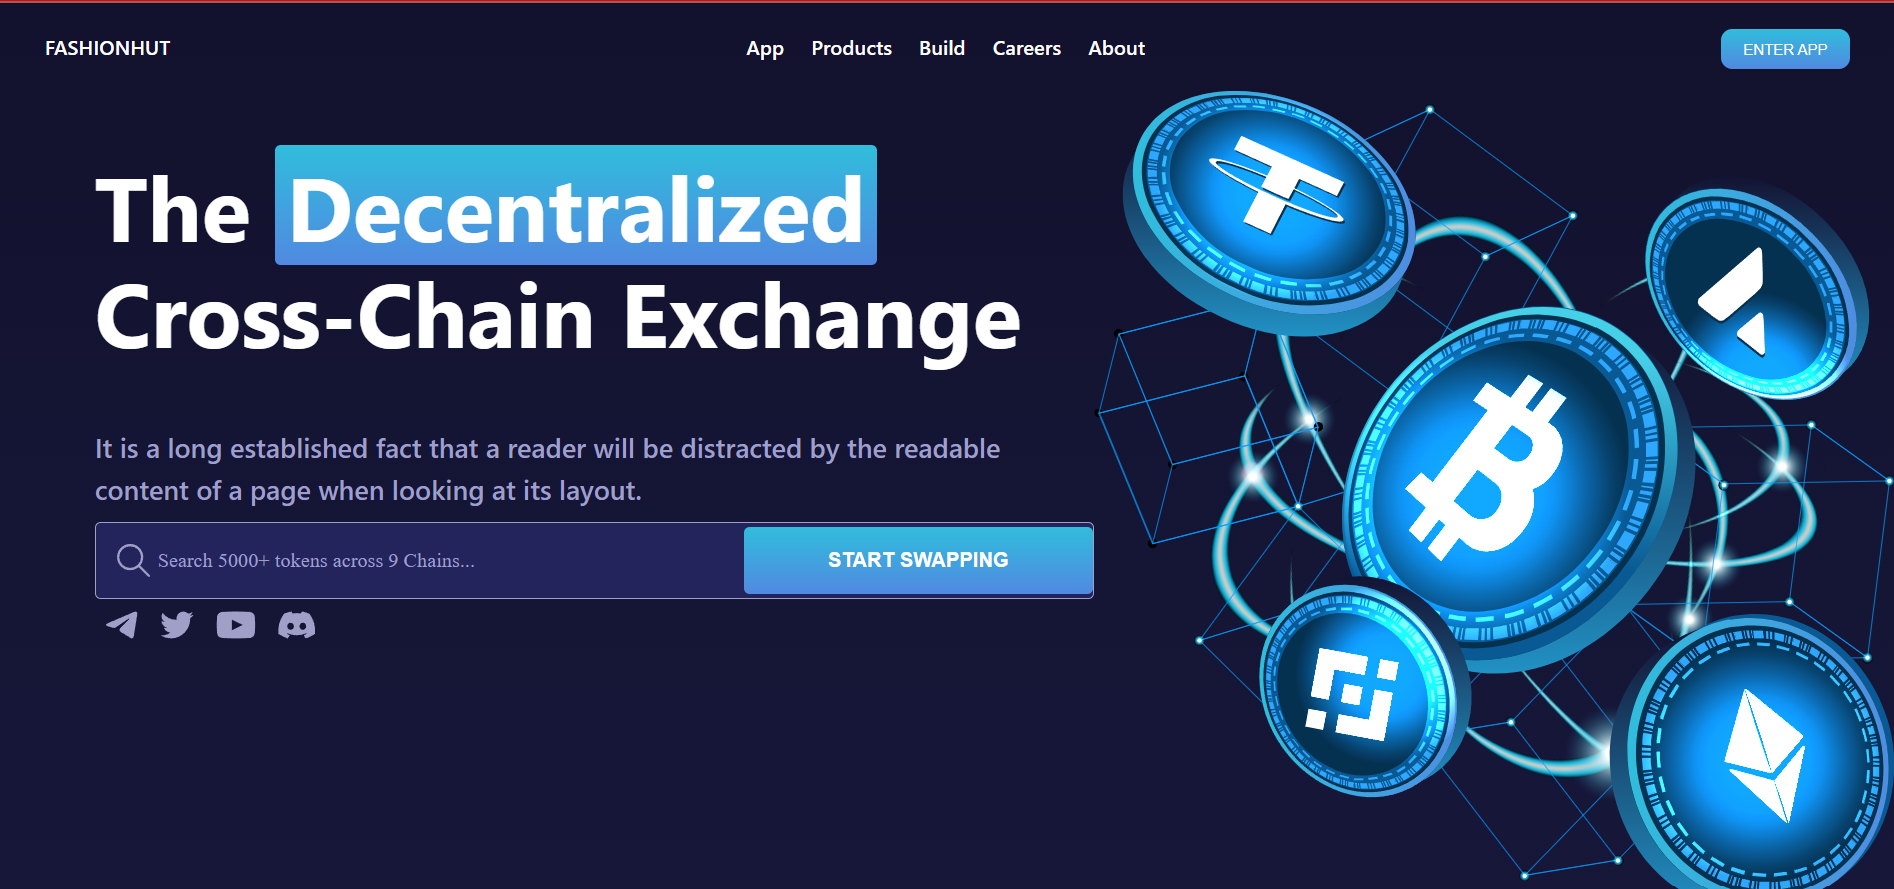 FASHIONHUT
App Products Build Careers About
ENTER APP
The Decentralized
Cross-Chain Exchange
It is a long established fact that a reader will be distracted by the readable
content of a page when looking at its layout.
Search 5000+ tokens across 9 Chains...
START SWAPPING